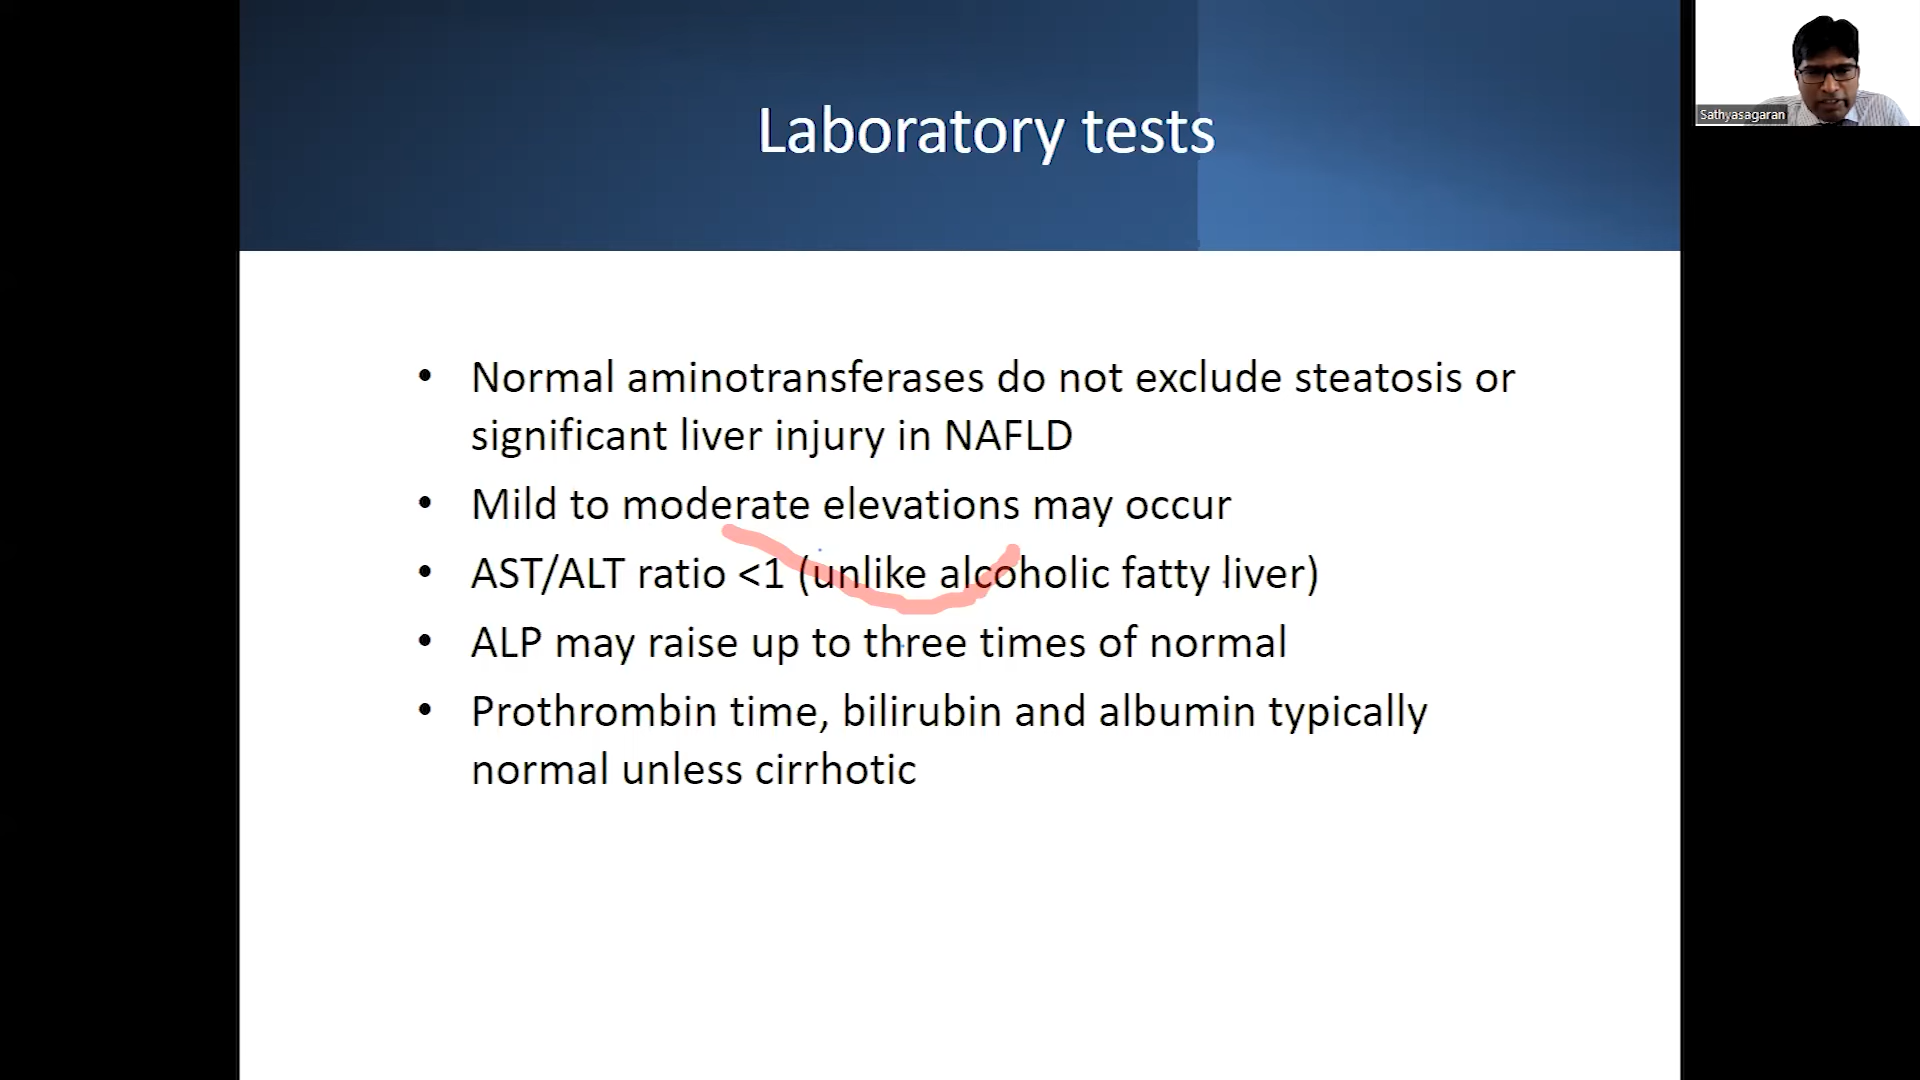 Laboratory tests
Sathyasagaran
• Normal aminotransferases do not exclude steatosis or
significant liver injury in NAFLD
• Mild to moderate elevations may occur
• AST/ALT ratio <1 (unlike alcoholic fatty liver)
• ALP may raise up to three times of normal
• Prothrombin time, bilirubin and albumin typically
normal unless cirrhotic